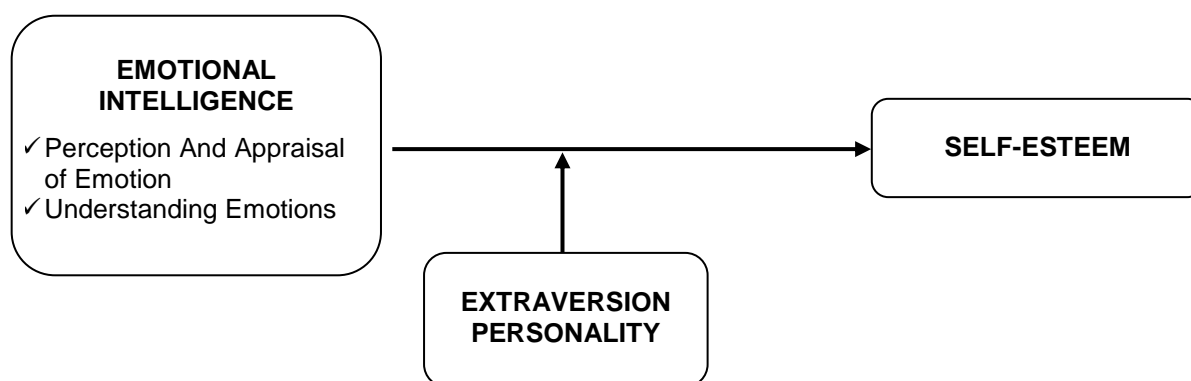 EMOTIONAL
INTELLIGENCE
✓Perception And Appraisal
of Emotion
✓Understanding Emotions
SELF-ESTEEM
EXTRAVERSION
PERSONALITY